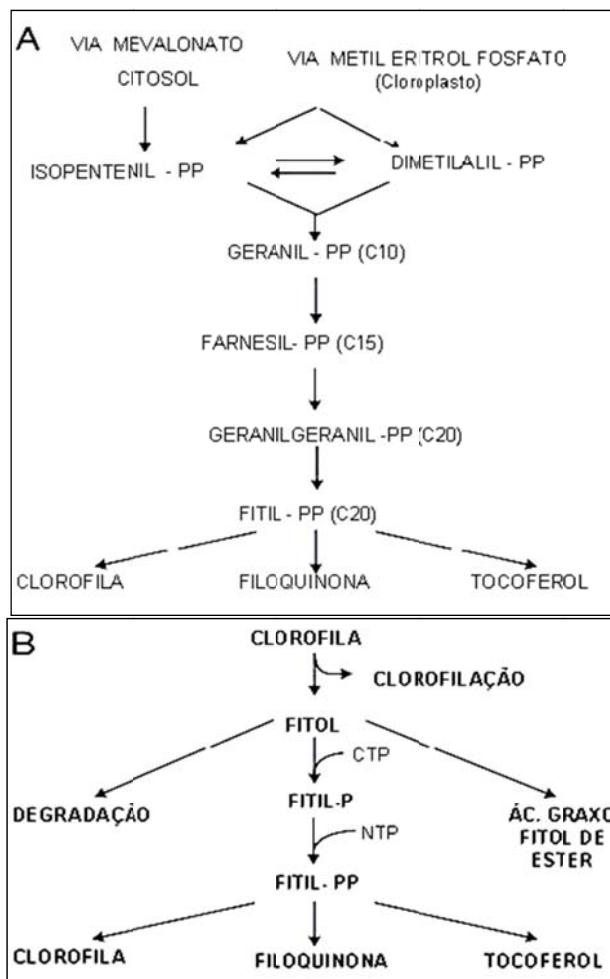 A
VIA MEVALONATO
CITOSOL
VIA METIL ERITROL FOSFATO
(Cloroplasto)
ISOPENTENIL - PP
DIMETILALIL - PP
GERANIL - PP (C10)
FARNESIL- PP (C15)
GERANILGERANIL -PP (C20)
FITIL - PP (C20)
CLOROFILA
FILOQUINONA
TOCOFEROL
B
CLOROFILA
CLOROFILAÇÃO
FITOL
CTP
DEGRADAÇÃO
FITIL-P
ÁC. GRAXO
FITOL DE
ESTER
NTP
FITIL- PP
CLOROFILA
FILOQUINONA
TOCOFEROL